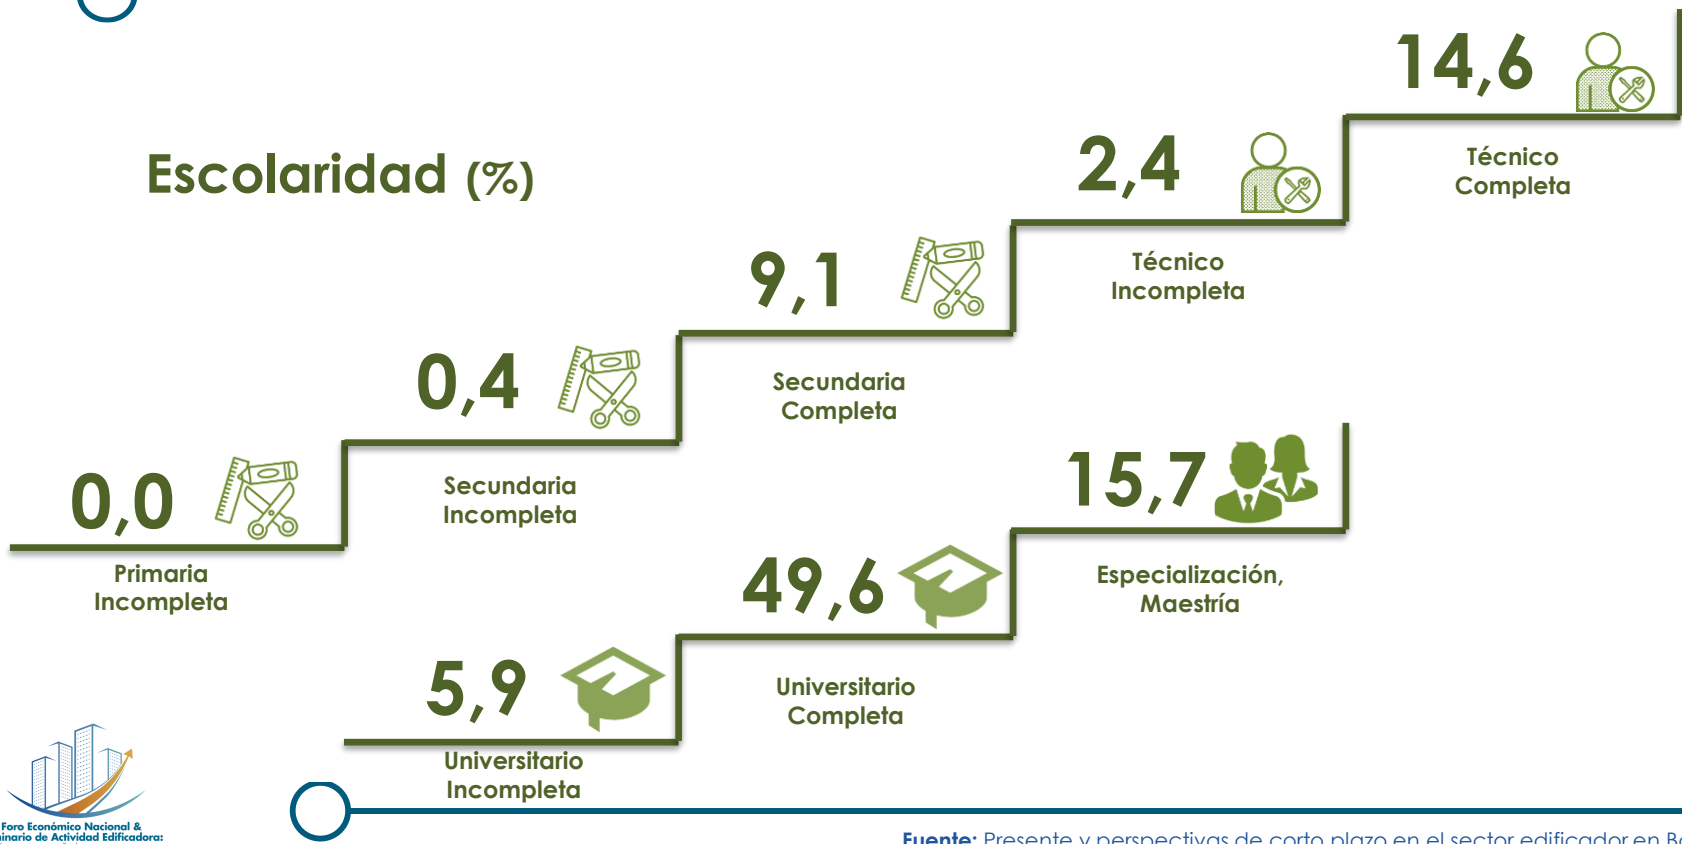 Escolaridad (%)
14,6
Técnico
Completa
2,4
Técnico
Incompleta
9,1
Secundaria
Completa
0,4
Secundaria
Incompleta
0,0
Primaria
Incompleta
15,7
Especialización,
Maestría
49,6
Universitario
Completa
5,9
Universitario
Incompleta
Foro Económico Nacional &
de Actividad Edificadora:
Fuente: Presente y perspectivas de corto plazo en el sector edificador en